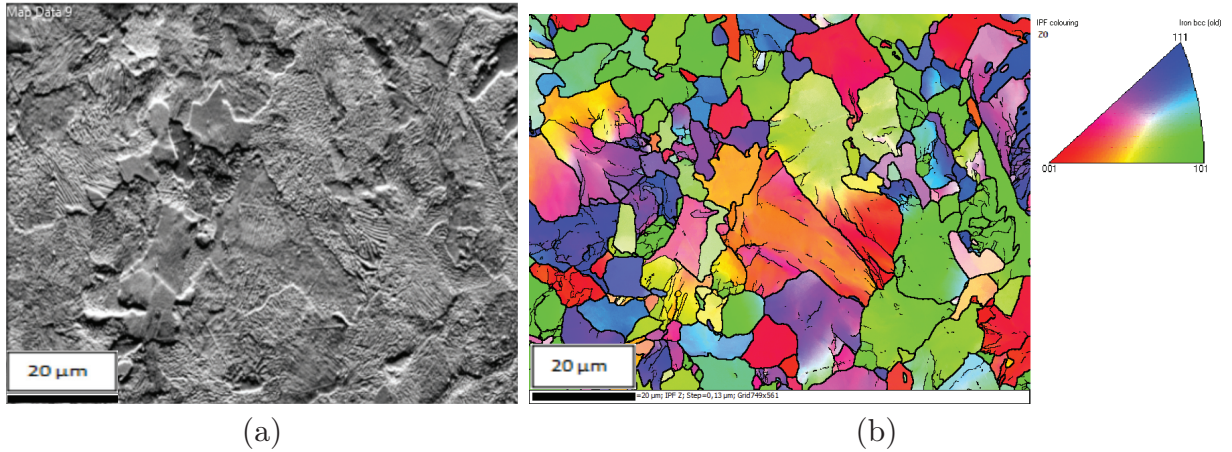 Map Data 9
20 µm
(a)
20 µm
=20 µm; IPF Z; Step=0,13 µm; Grid749x561
(b)
IPF colouring
Z0
Iron bcc (old)
111
001
101